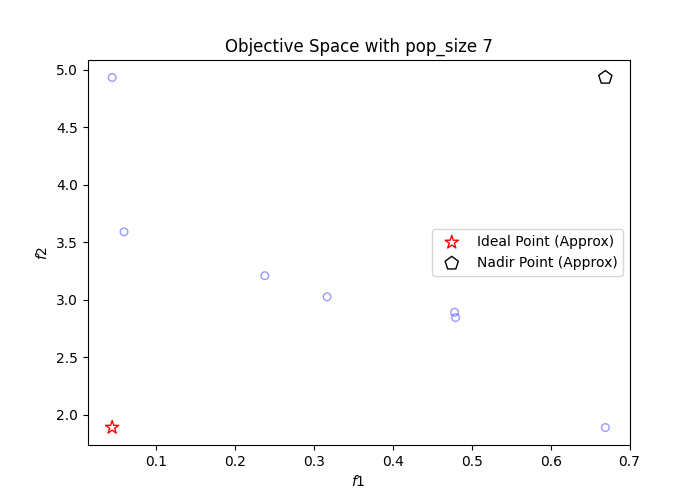 Objective Space with pop_size 7
5.0
4.5
4.0
3.5
3.0
2.5
2.0
f2
Ideal Point (Approx)
Nadir Point (Approx)
0.1 0.2 0.3 0.4 0.5 0.6 0.7
f1